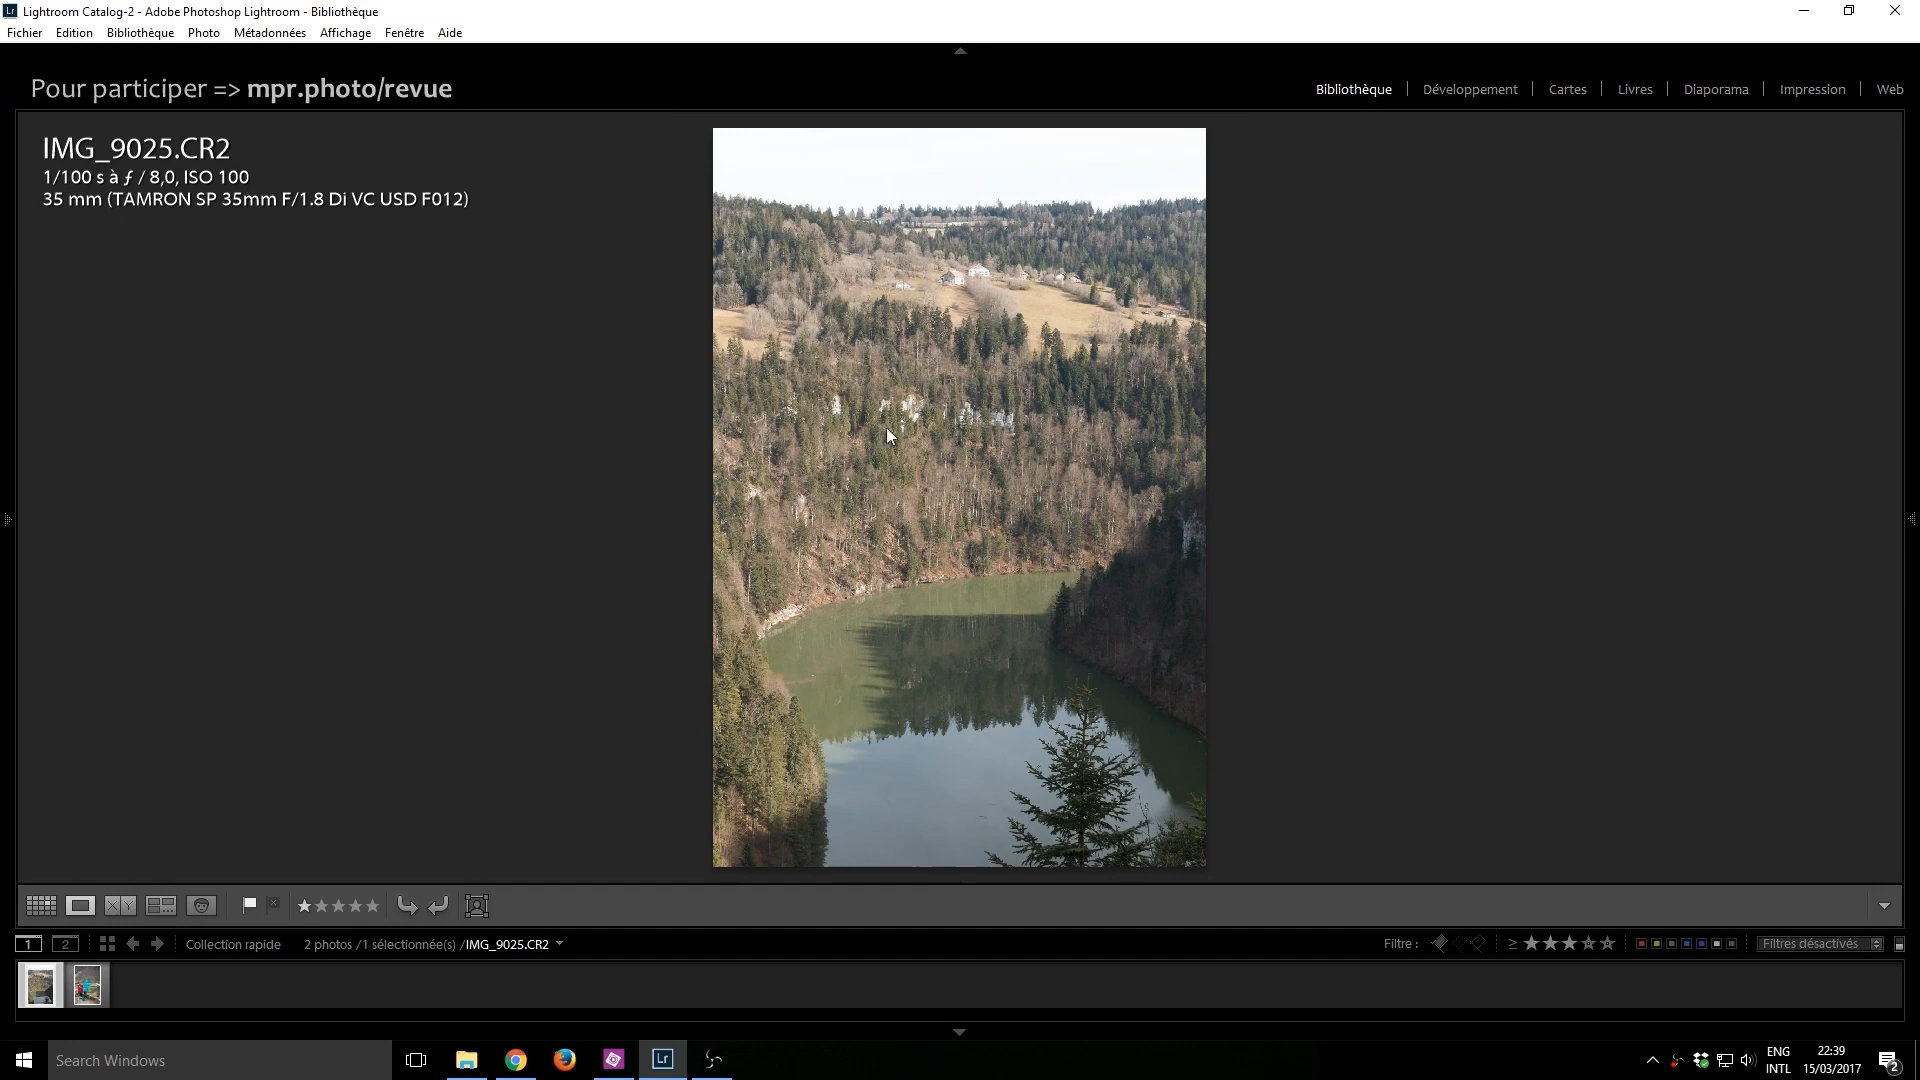 Lr Lightroom Catalog-2 - Adobe Photoshop Lightroom - Bibliothèque
Fichier Edition Bibliothèque Photo Métadonnées Affichage Fenêtre Aide
Pour participer => mpr.photo/revue
Bibliothèque | Développement | Cartes | Livres | Diaporama | Impression | Web
IMG_9025.CR2
1/100 s à ƒ / 8,0, ISO 100
35 mm (TAMRON SP 35mm F/1.8 Di VC USD F012)
X Y
1 2 Collection rapide 2 photos /1 sélectionnée(s) /IMG_9025.CR2 Filtre : ≥ Filtres désactivés
Search Windows
Lr
ENG
INTL
22:39
15/03/2017
2